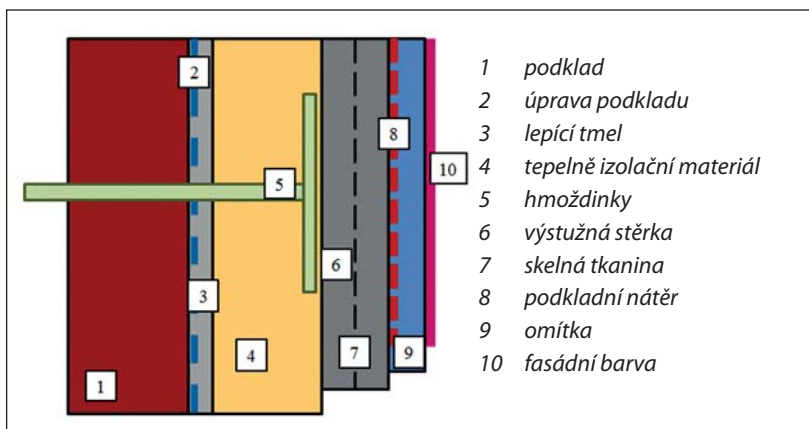 2
8
10
5
6
3
4
7
9
1
1 podklad
2 úprava podkladu
3 lepící tmel
4 tepelně izolační materiál
5 hmoždinky
6 výstužná stěrka
7 skelná tkanina
8 podkladní nátěr
9 omítka
10 fasádní barva